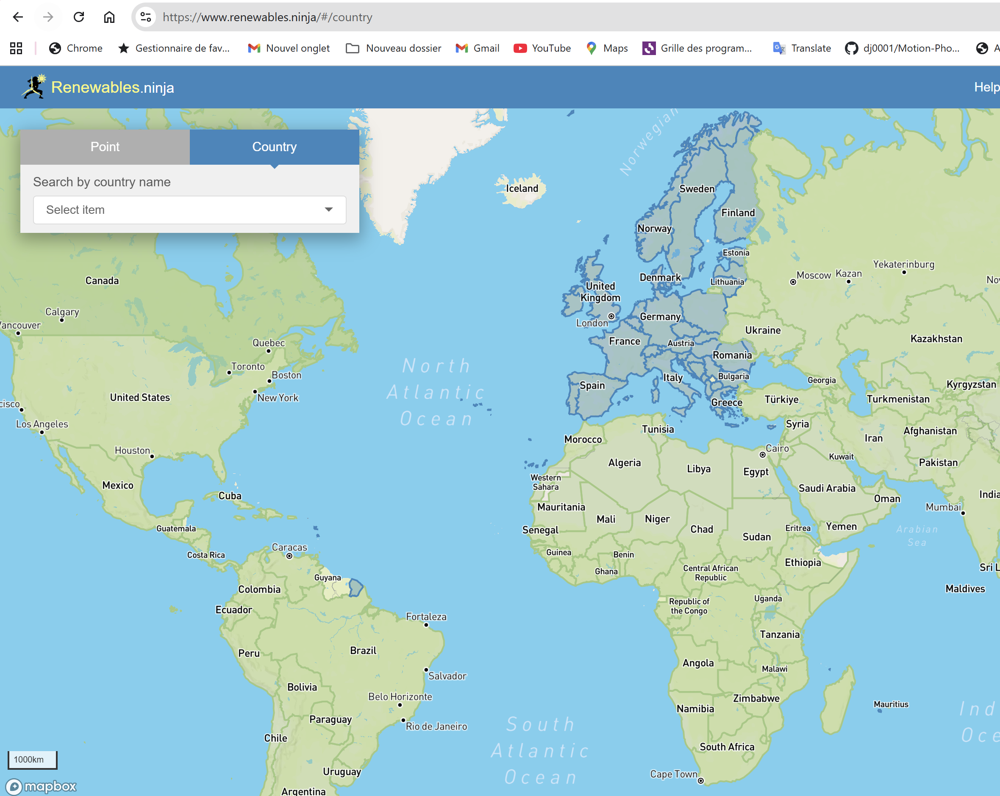 https://www.renewables.ninja/#/country
Chrome
Gestionnaire de fav...
Nouvel onglet
Nouveau dossier
Gmail
YouTube
Maps
Grille des program...
Translate
dj0001/Motion-Pho...
A
Renewables.ninja
Help
Point
Country
Search by country name
Select item
Norwegian
Iceland
Sweden
Finland
Norway
Estonia
Yekaterinburg
Moscow
Kazan
Nov
Denmark
Lithuania
Canada
United
Kingdom
Calgary
Germany
London
Vancouver
Ukraine
Kazakhstan
Quebec
France
Austria
Romania
North
Atlantic
Ocean
Toronto
Boston
Italy
Bulgaria
Georgia
Kyrgyzstan
Spain
United States
New York
Greece
Türkiye
Turkmenistan
cisco
Los Angeles
Tunisia
Syria
Afghanistan
Morocco
Iran
Houston
Cairo
Kuwait
Algeria
Libya
Egypt
Pakistan
Western
Sahara
Mexico
Saudi Arabia
India
Cuba
Oman
Mauritania
Mumbai
Mali
Niger
Guatemala
Senegal
Chad
Eritrea
Yemen
Arabian
Sea
Sudan
Caracas
Costa Rica
Guinea
Benin
Ethiopia
Ghana
Central African
Republic
Sri L
Guyana
Colombia
Maldives
Uganda
Republic of
the Congo
Ecuador
Fortaleza
Tanzania
Brazil
Peru
Angola
Malawi
Salvador
Bolivia
Belo Horizonte
Zimbabwe
Mauritius
Namibia
Ind
Oce
Paraguay
Rio de Janeiro
South
Atlantic
Ocean
Chile
South Africa
1000km
Uruguay
Cape Town
mapbox
Argentina